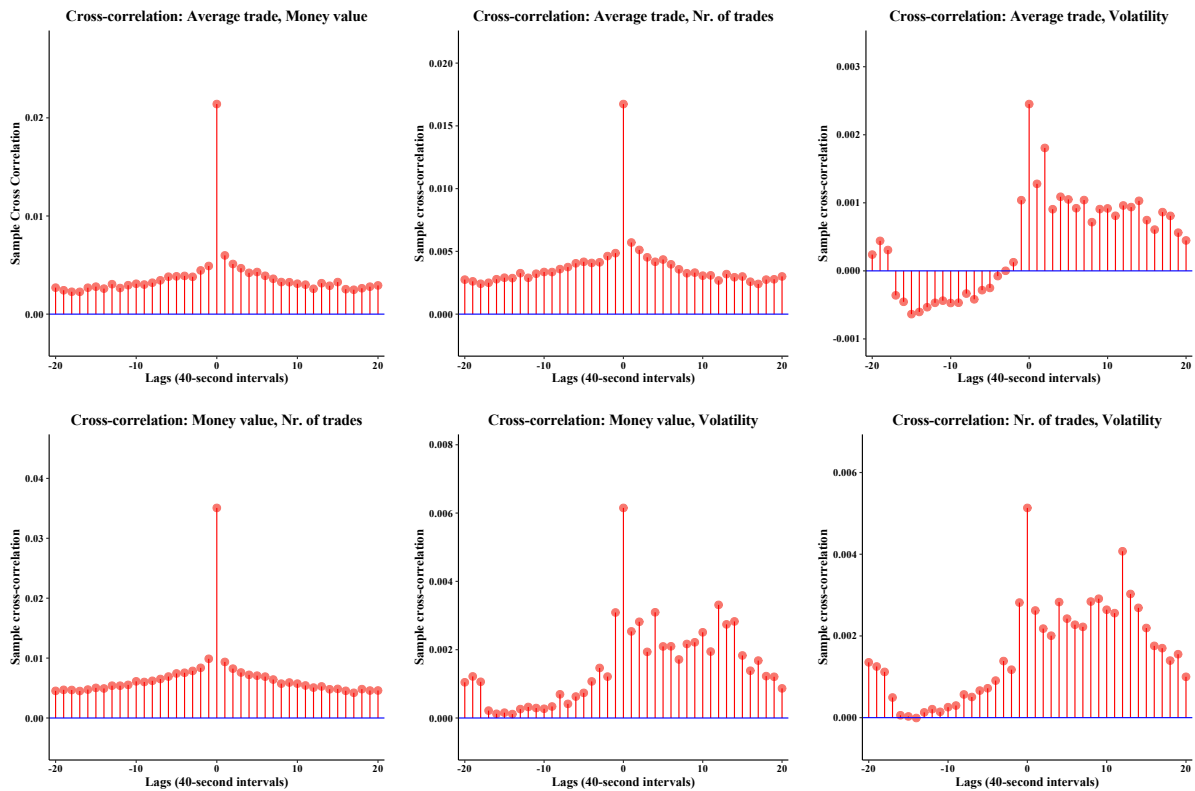 Cross-correlation: Average trade, Money value
Sample Cross Correlation
0.02
0.01
0.00
-20 -10 0 10 20
Lags (40-second intervals)
Cross-correlation: Average trade, Nr. of trades
Sample cross-correlation
0.020
0.015
0.010
0.005
0.000
-20 -10 0 10 20
Lags (40-second intervals)
Cross-correlation: Average trade, Volatility
Sample cross-correlation
0.003
0.002
0.001
0.000
-0.001
-20 -10 0 10 20
Lags (40-second intervals)
Cross-correlation: Money value, Nr. of trades
Sample cross-correlation
0.04
0.03
0.02
0.01
0.00
-20 -10 0 10 20
Lags (40-second intervals)
Cross-correlation: Money value, Volatility
Sample cross-correlation
0.008
0.006
0.004
0.002
0.000
-20 -10 0 10 20
Lags (40-second intervals)
Cross-correlation: Nr. of trades, Volatility
Sample cross-correlation
0.006
0.004
0.002
0.000
-20 -10 0 10 20
Lags (40-second intervals)